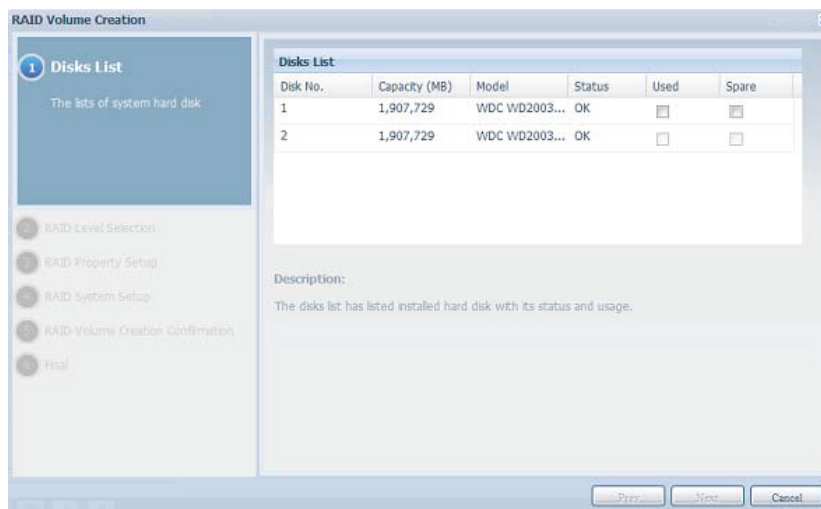 RAID Volume Creation
1 Disks List
The lists of system hard disk
2 RAID Level Selection
3 RAID Property Setup
4 RAID System Setup
5 RAID Volume Creation Confirmation
6 Final
Disks List
Disk No. Capacity (MB) Model Status Used Spare
1 1,907,729 WDC WD2003... OK
2 1,907,729 WDC WD2003... OK
Description:
The disks list has listed installed hard disk with its status and usage.
Prev Next Cancel